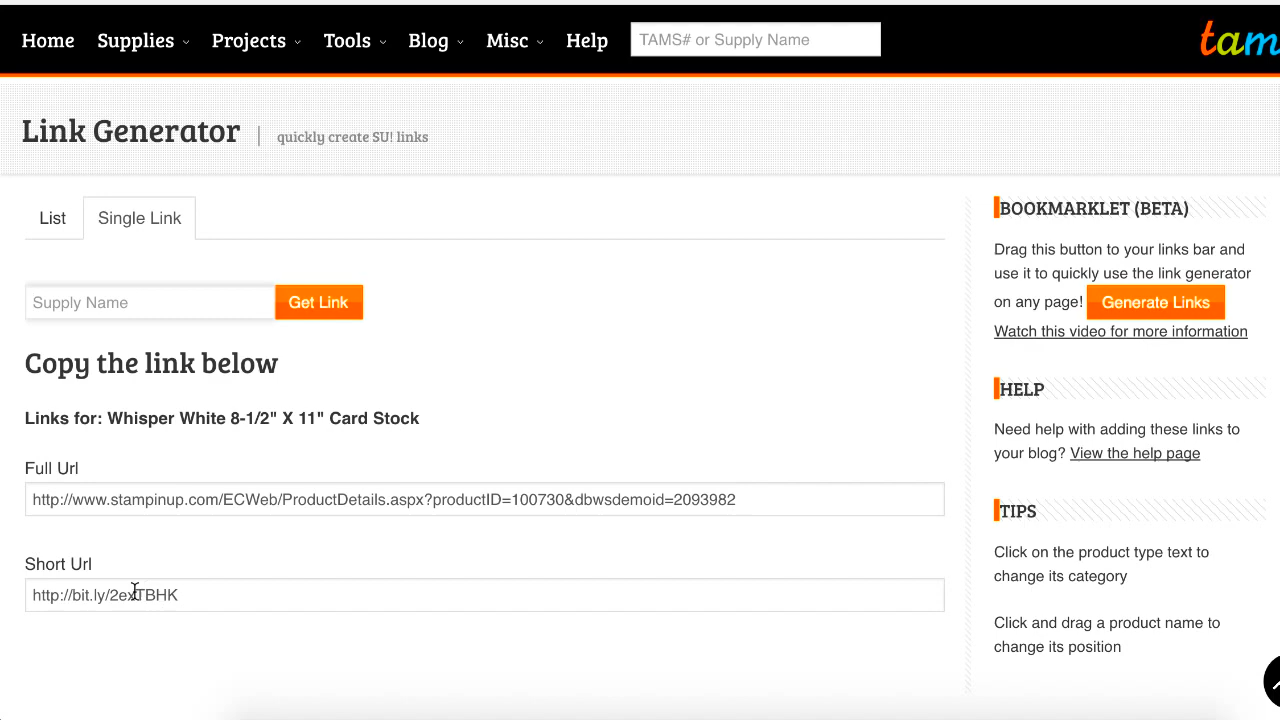 Home Supplies Projects Tools Blog Misc Help TAMS# or Supply Name tam
Link Generator | quickly create SU! links
List Single Link
Supply Name Get Link
Copy the link below
Links for: Whisper White 8-1/2" X 11" Card Stock
Full Url
http://www.stampinup.com/ECWeb/ProductDetails.aspx?productID=100730&dbwsdemoid=2093982
Short Url
http://bit.ly/2exTBHK
BOOKMARKLET (BETA)
Drag this button to your links bar and
use it to quickly use the link generator
on any page! Generate Links
Watch this video for more information
HELP
Need help with adding these links to
your blog? View the help page
TIPS
Click on the product type text to
change its category
Click and drag a product name to
change its position